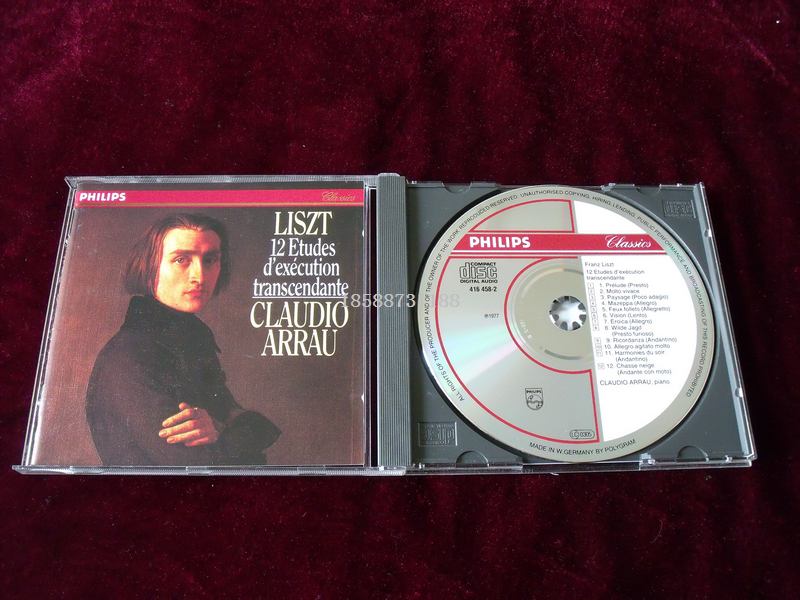 PHILIPS
Classics
LISZT
12 Etudes
d'exécution
transcendante
CLAUDIO
ARRAU
ALL RIGHTS OF THE PRODUCER AND OF THE OWNER OF THE WORK REPRODUCED RESERVED. UNAUTHORISED COPYING, HIRING, LENDING, PUBLIC PERFORMANCE AND BROADCASTING OF THIS RECORD PROHIBITED
PHILIPS
Classics
COMPACT
disc
DIGITAL AUDIO
416 458-2
℗1977
Franz Liszt
12 Etudes d'exécution
transcendante
1. Prélude (Presto)
2. Molto vivace
3. Paysage (Poco adagio)
4. Mazeppa (Allegro)
5. Feux follets (Allegretto)
6. Vision (Lento)
7. Eroica (Allegro)
8. Wilde Jagd
(Presto furioso)
9. Ricordanza (Andantino)
10. Allegro agitato molto
11. Harmonies du soir
(Andantino)
12. Chasse neige
(Andante con moto)
CLAUDIO ARRAU, piano
PHILIPS
LC 0305
MADE IN W. GERMANY BY POLYGRAM